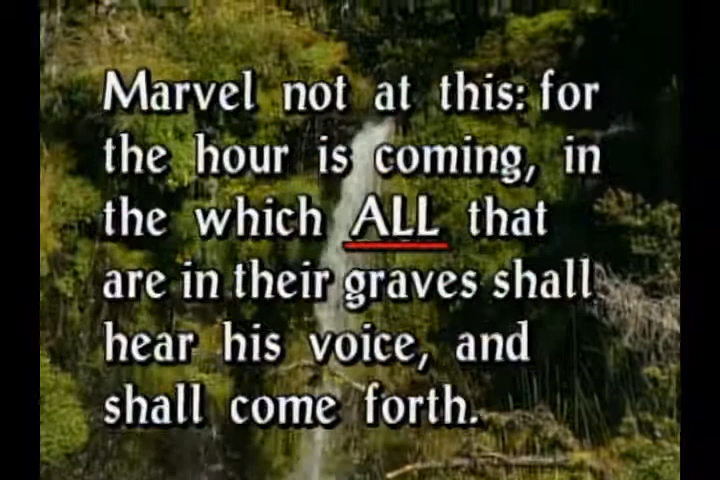 Marvel not at this: for
the hour is coming, in
the which ALL that
are in their graves shall
hear his voice, and
shall come forth.